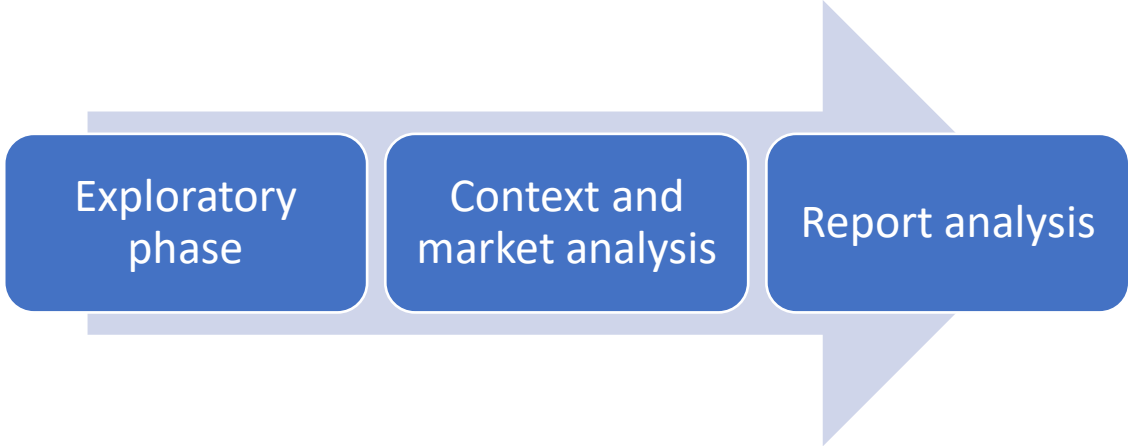 Exploratory
phase
Context and
market analysis
Report analysis